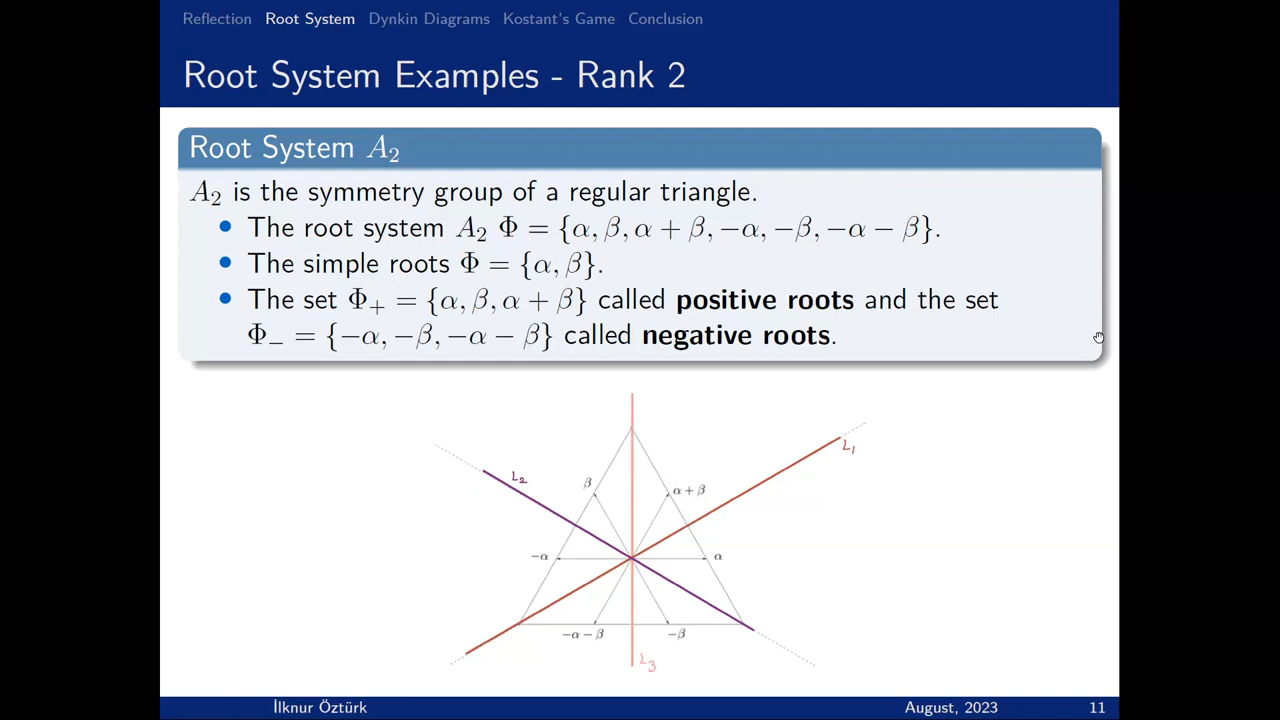 Reflection Root System Dynkin Diagrams Kostant's Game Conclusion
Root System Examples - Rank 2
Root System A₂
A₂ is the symmetry group of a regular triangle.
• The root system A₂ Φ = {α, β, α + β, −α, −β, −α − β}.
• The simple roots Φ = {α, β}.
• The set Φ₊ = {α, β, α + β} called positive roots and the set
Φ₋ = {−α, −β, −α − β} called negative roots.
L₁
L₂
β
α + β
−α
α
−α − β
−β
L₃
İlknur Öztürk August, 2023 11